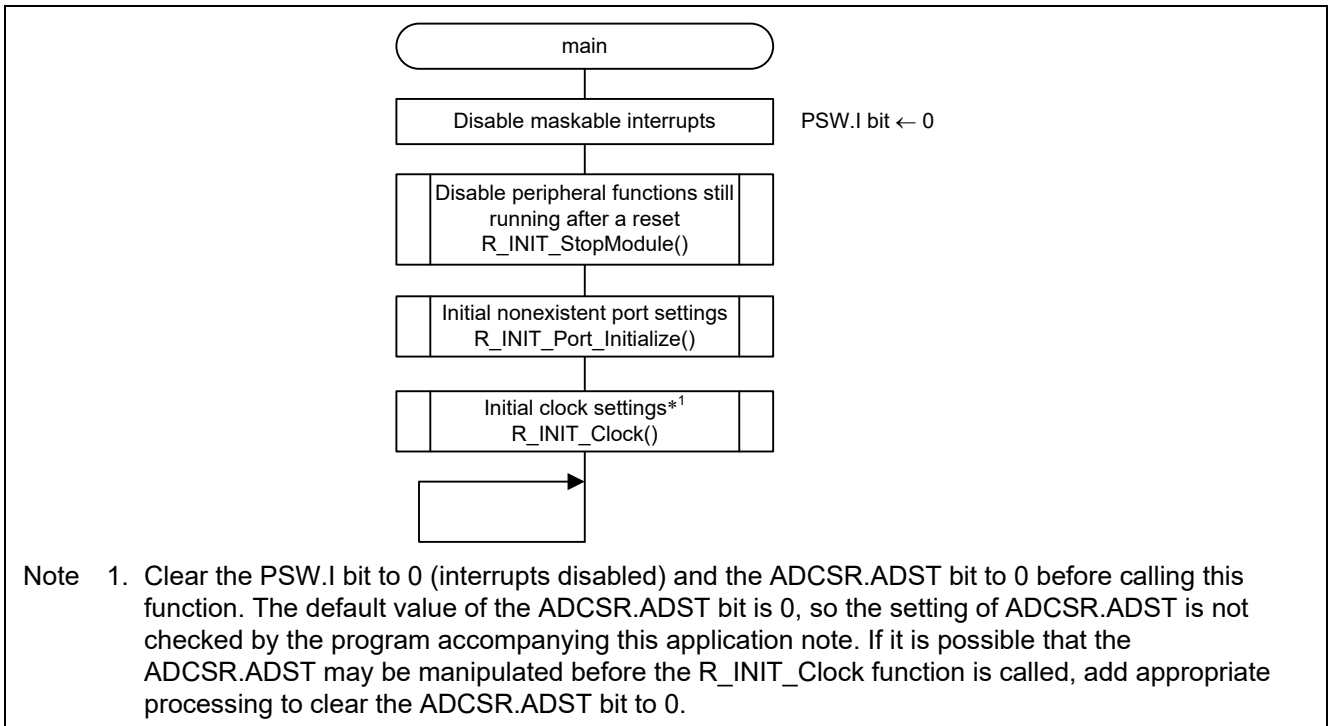 main
Disable maskable interrupts PSW.I bit ← 0
Disable peripheral functions still
running after a reset
R_INIT_StopModule()
Initial nonexistent port settings
R_INIT_Port_Initialize()
Initial clock settings*1
R_INIT_Clock()
Note 1. Clear the PSW.I bit to 0 (interrupts disabled) and the ADCSR.ADST bit to 0 before calling this
function. The default value of the ADCSR.ADST bit is 0, so the setting of ADCSR.ADST is not
checked by the program accompanying this application note. If it is possible that the
ADCSR.ADST may be manipulated before the R_INIT_Clock function is called, add appropriate
processing to clear the ADCSR.ADST bit to 0.